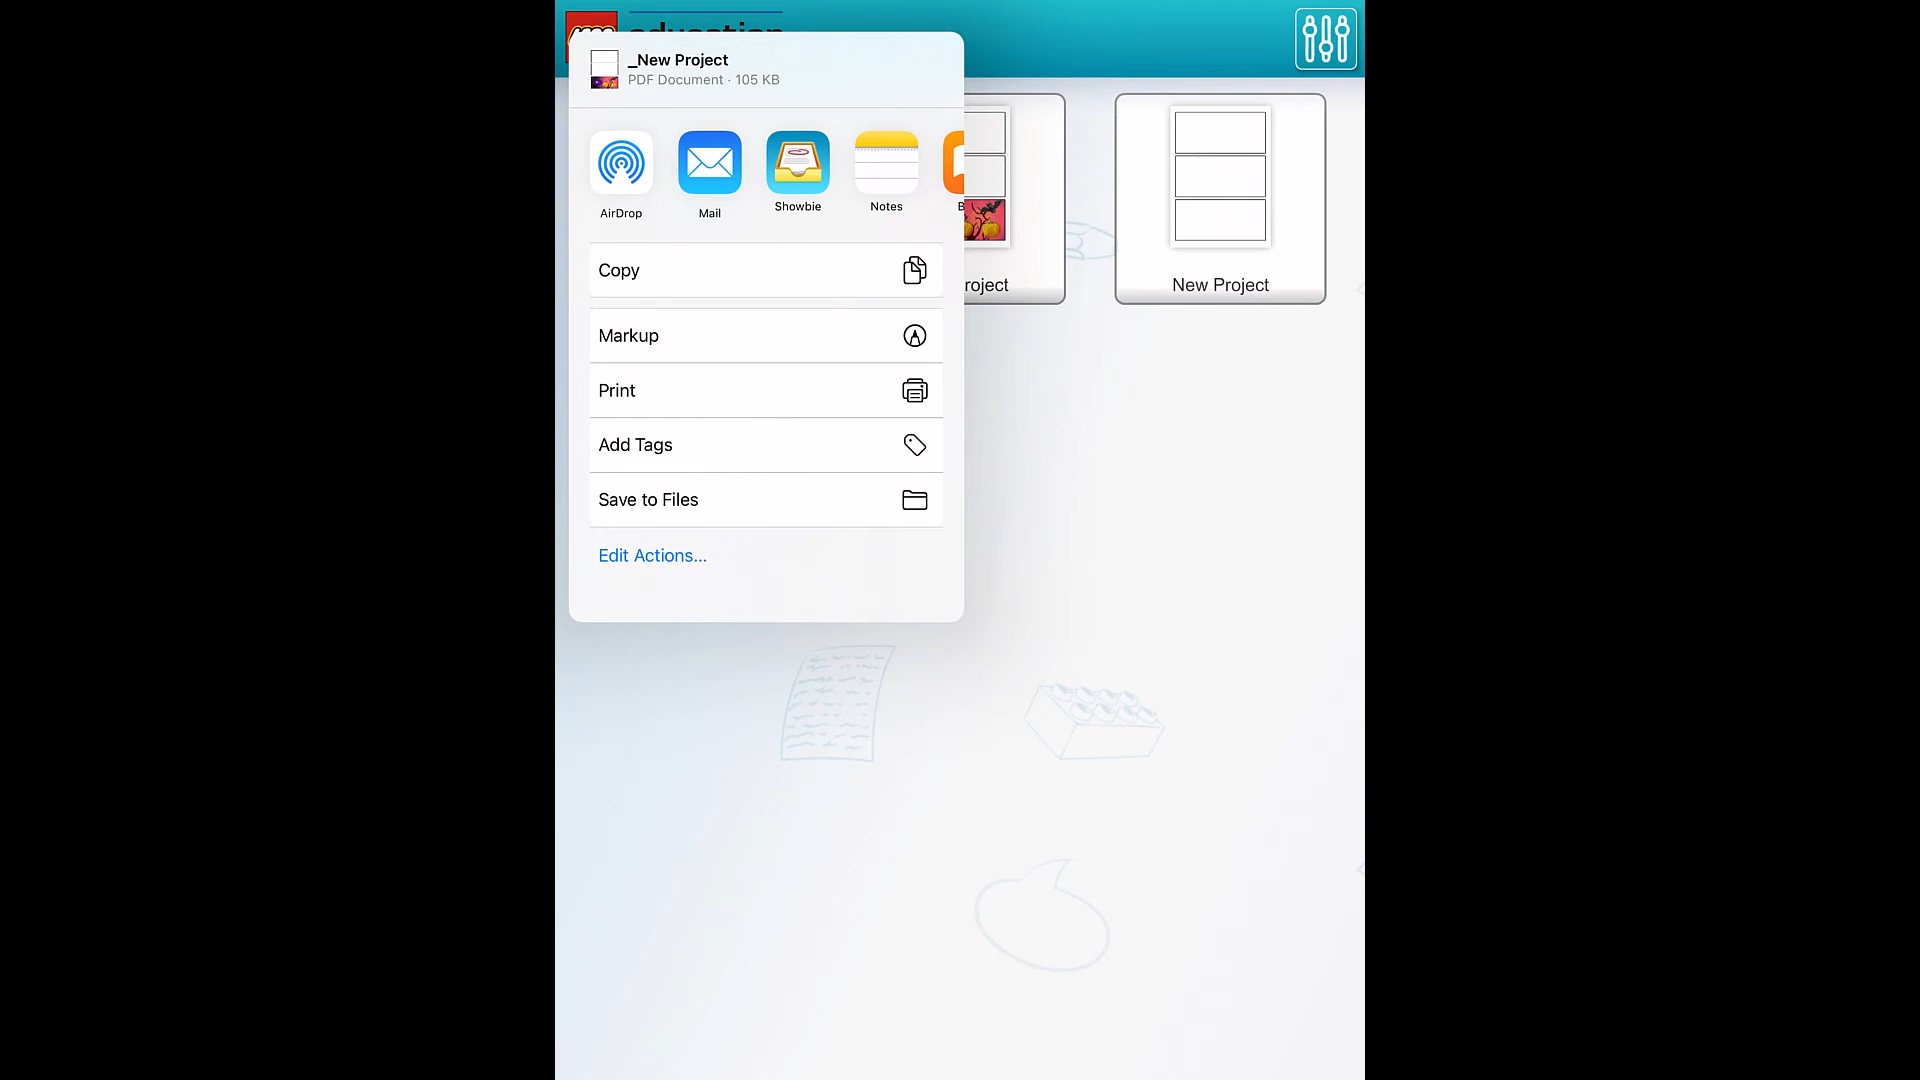 education
_New Project
PDF Document · 105 KB
AirDrop
Mail
Showbie
Notes
B
Copy
Markup
Print
Add Tags
Save to Files
Edit Actions...
roject
New Project